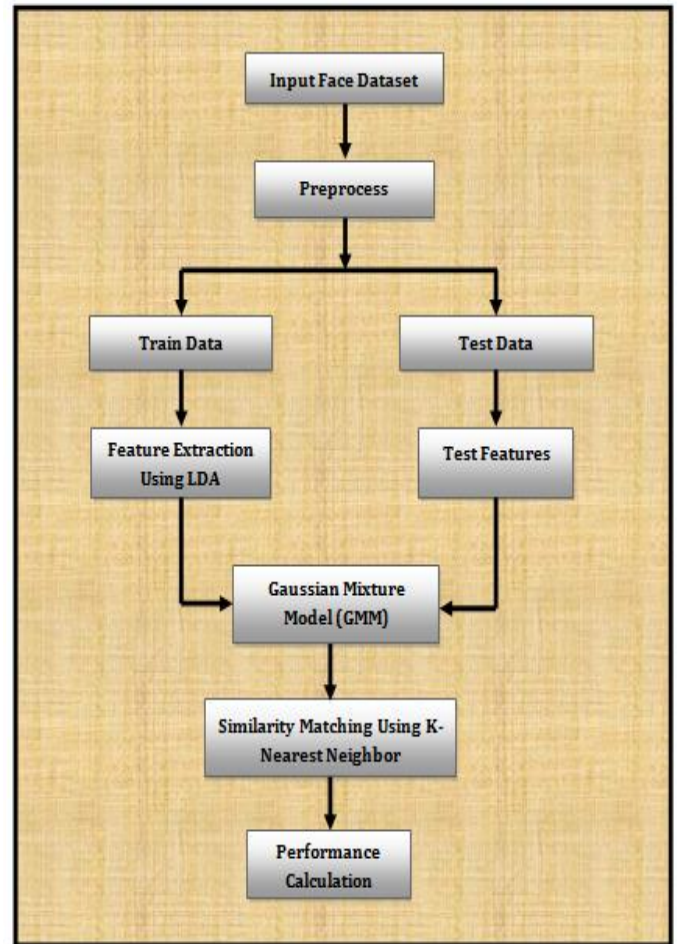 Input Face Dataset
Preprocess
Train Data
Test Data
Feature Extraction
Using LDA
Test Features
Gaussian Mixture
Model (GMM)
Similarity Matching Using K-
Nearest Neighbor
Performance
Calculation